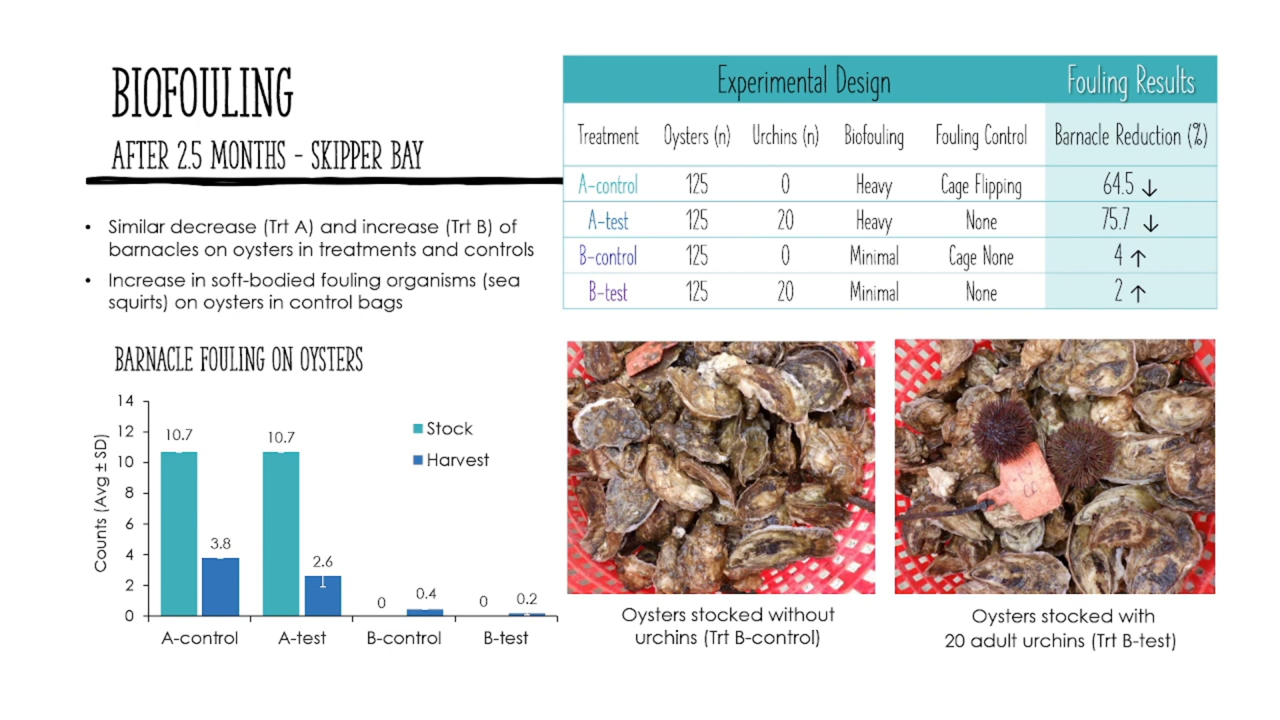 BIOFOULING
AFTER 2.5 MONTHS - SKIPPER BAY
• Similar decrease (Trt A) and increase (Trt B) of
barnacles on oysters in treatments and controls
• Increase in soft-bodied fouling organisms (sea
squirts) on oysters in control bags
Experimental Design Fouling Results
Treatment Oysters (n) Urchins (n) Biofouling Fouling Control Barnacle Reduction (%)
A-control 125 0 Heavy Cage Flipping 64.5 ↓
A-test 125 20 Heavy None 75.7 ↓
B-control 125 0 Minimal Cage None 4 ↑
B-test 125 20 Minimal None 2 ↑
BARNACLE FOULING ON OYSTERS
Counts (Avg ± SD)
14
12
10
8
6
4
2
0
10.7 3.8 10.7 2.6 0 0.4 0 0.2
Stock
Harvest
A-control A-test B-control B-test
Oysters stocked without
urchins (Trt B-control)
Oysters stocked with
20 adult urchins (Trt B-test)